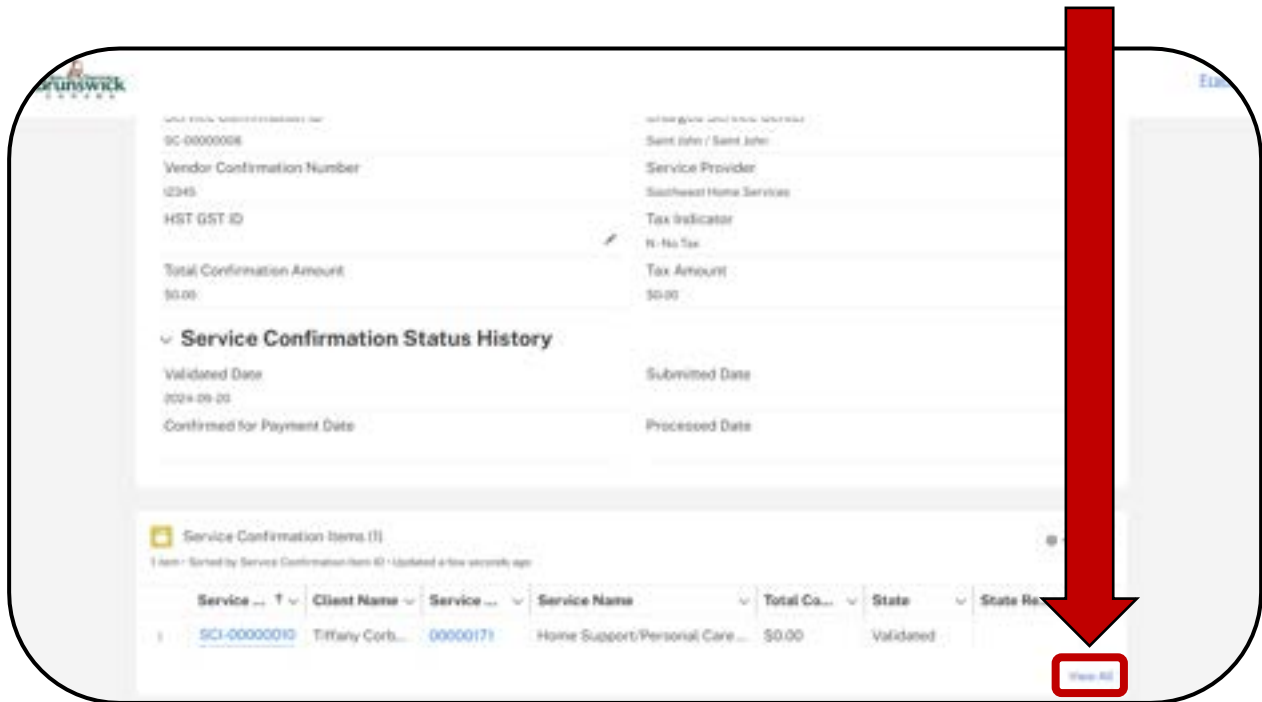 Brunswick
CANADA
Service Confirmation ID
SC-00000008
Saint John / Saint John
Vendor Confirmation Number
Service Provider
12345
Southwest Home Services
HST GST ID
Tax Indicator
N - No Tax
Total Confirmation Amount
Tax Amount
$0.00
$0.00
Service Confirmation Status History
Validated Date
Submitted Date
2024-09-20
Confirmed for Payment Date
Processed Date
Service Confirmation Items (1)
1 item • Sorted by Service Confirmation Item ID • Updated a few seconds ago
Service ... Client Name Service ... Service Name Total Co... State State Re
1 SCI-00000010 Tiffany Corb... 00000171 Home Support/Personal Care ... $0.00 Validated
View All